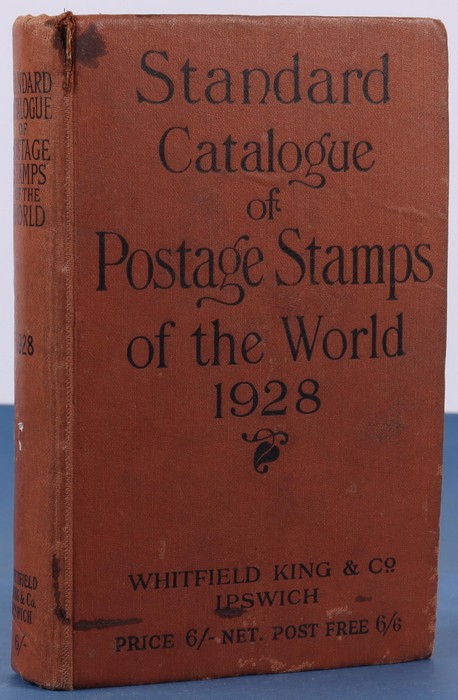 STANDARD
CATALOGUE
OF
POSTAGE
STAMPS
OF THE
WORLD
1928
WHITFIELD
KING & Co.
IPSWICH
6/-
Standard
Catalogue
of
Postage Stamps
of the World
1928
WHITFIELD KING & Co
IPSWICH
PRICE 6/- NET. POST FREE 6/6